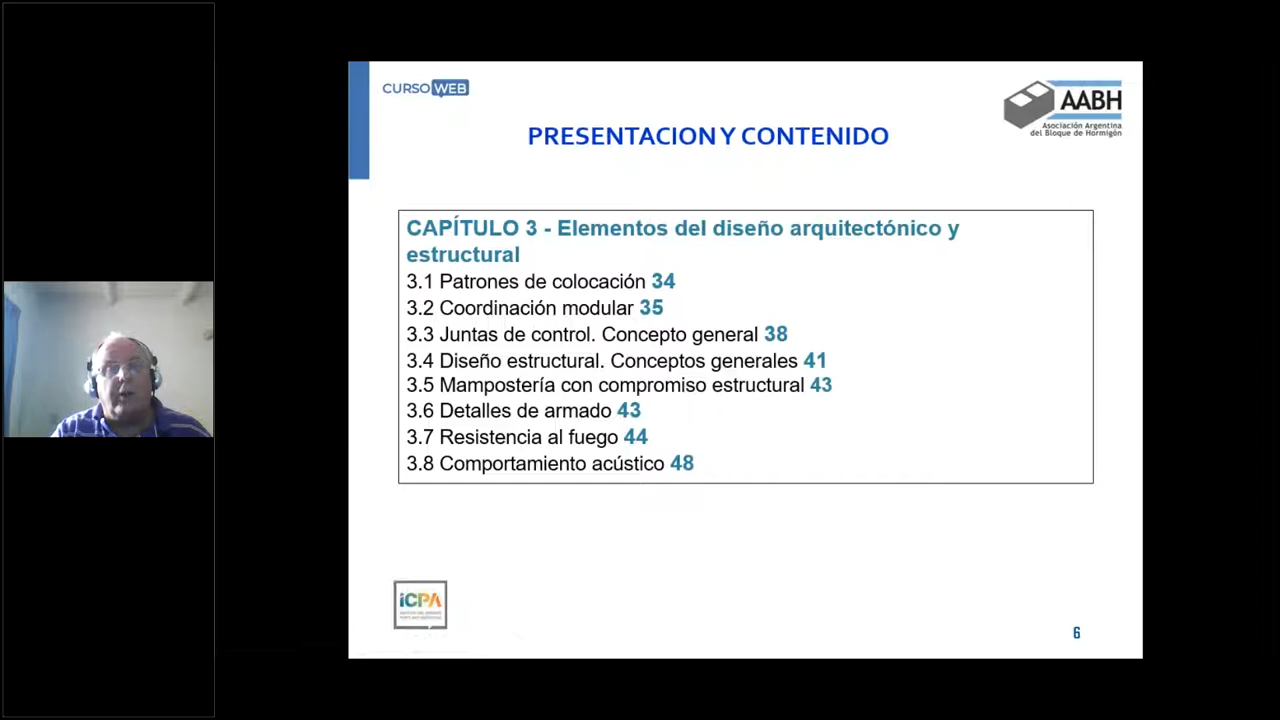 CURSO WEB
AABH
Asociación Argentina
del Bloque de Hormigón
PRESENTACION Y CONTENIDO
CAPÍTULO 3 - Elementos del diseño arquitectónico y
estructural
3.1 Patrones de colocación 34
3.2 Coordinación modular 35
3.3 Juntas de control. Concepto general 38
3.4 Diseño estructural. Conceptos generales 41
3.5 Mampostería con compromiso estructural 43
3.6 Detalles de armado 43
3.7 Resistencia al fuego 44
3.8 Comportamiento acústico 48
iCPA
6